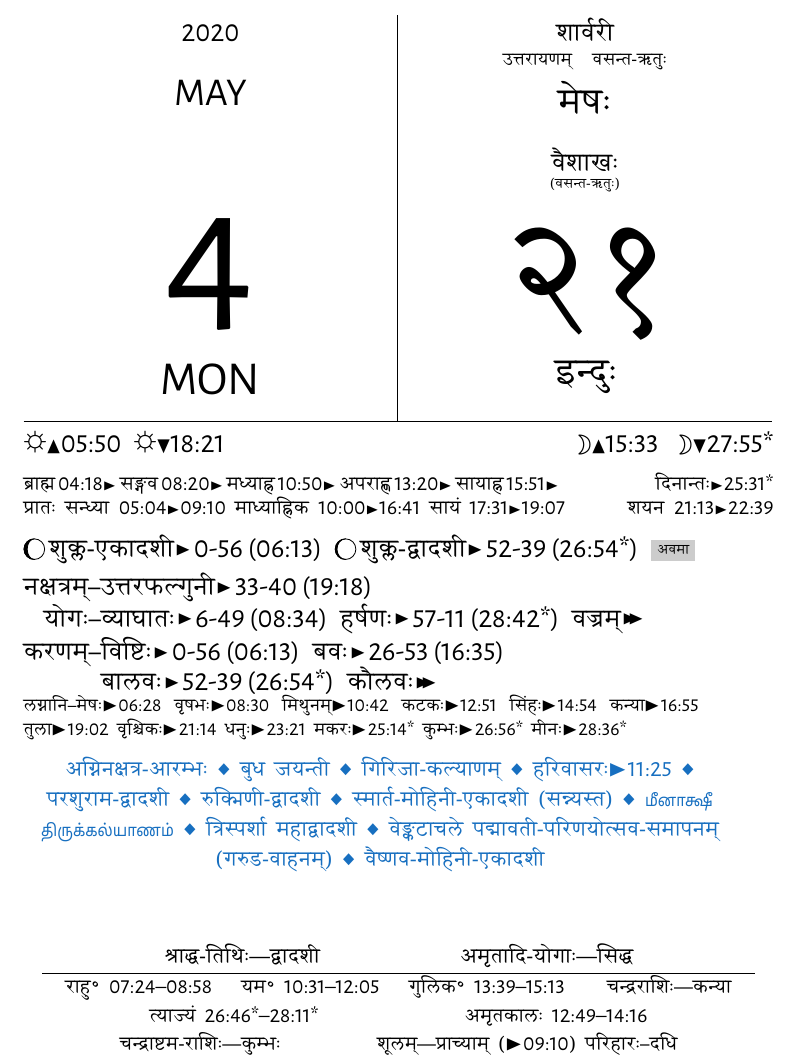 2020
MAY
4
MON
शार्वरी
उत्तरायणम् वसन्त-ऋतुः
मेषः
वैशाखः
(वसन्त-ऋतुः)
२१
इन्दुः
☼▲05:50 ☼▼18:21 ☽▲15:33 ☽▼27:55*
ब्राह्म 04:18► सङ्गव 08:20► मध्याह्न 10:50► अपराह्ण 13:20► सायाह्न 15:51► दिनान्तः►25:31*
प्रातः सन्ध्या 05:04►09:10 माध्याह्निक 10:00►16:41 सायं 17:31►19:07 शयन 21:13►22:39
शुक्ल-एकादशी►0-56 (06:13) शुक्ल-द्वादशी►52-39 (26:54*) अवमा
नक्षत्रम्–उत्तरफल्गुनी►33-40 (19:18)
योगः–व्याघातः►6-49 (08:34) हर्षणः►57-11 (28:42*) वज्रम्►►
करणम्–विष्टिः►0-56 (06:13) बवः►26-53 (16:35)
बालवः►52-39 (26:54*) कौलवः►►
लग्नानि–मेषः►06:28 वृषभः►08:30 मिथुनम्►10:42 कटकः►12:51 सिंहः►14:54 कन्या►16:55
तुला►19:02 वृश्चिकः►21:14 धनुः►23:21 मकरः►25:14* कुम्भः►26:56* मीनः►28:36*
अग्निनक्षत्र-आरम्भः ◆ बुध जयन्ती ◆ गिरिजा-कल्याणम् ◆ हरिवासरः►11:25 ◆
परशुराम-द्वादशी ◆ रुक्मिणी-द्वादशी ◆ स्मार्त-मोहिनी-एकादशी (सन्न्यस्त) ◆ மீனாக்ஷீ
திருக்கல்யாணம் ◆ त्रिस्पर्शा महाद्वादशी ◆ वेङ्कटाचले पद्मावती-परिणयोत्सव-समापनम्
(गरुड-वाहनम्) ◆ वैष्णव-मोहिनी-एकादशी
श्राद्ध-तिथिः—द्वादशी अमृतादि-योगाः—सिद्ध
राहु° 07:24–08:58 यम° 10:31–12:05 गुलिक° 13:39–15:13 चन्द्रराशिः—कन्या
त्याज्यं 26:46*–28:11* अमृतकालः 12:49–14:16
चन्द्राष्टम-राशिः—कुम्भः शूलम्—प्राच्याम् (►09:10) परिहारः–दधि